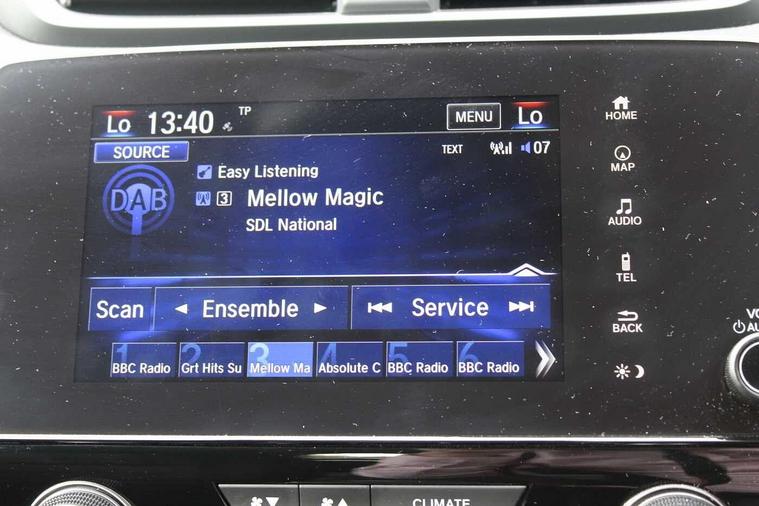 Lo 13:40 TP MENU Lo
HOME
SOURCE
TEXT 07
MAP
Easy Listening
DAB
3 Mellow Magic
SDL National
AUDIO
TEL
Scan Ensemble Service
BACK
1 2 3 4 5 6
BBC Radio Grt Hits Su Mellow Ma Absolute C BBC Radio BBC Radio
CLIMATE